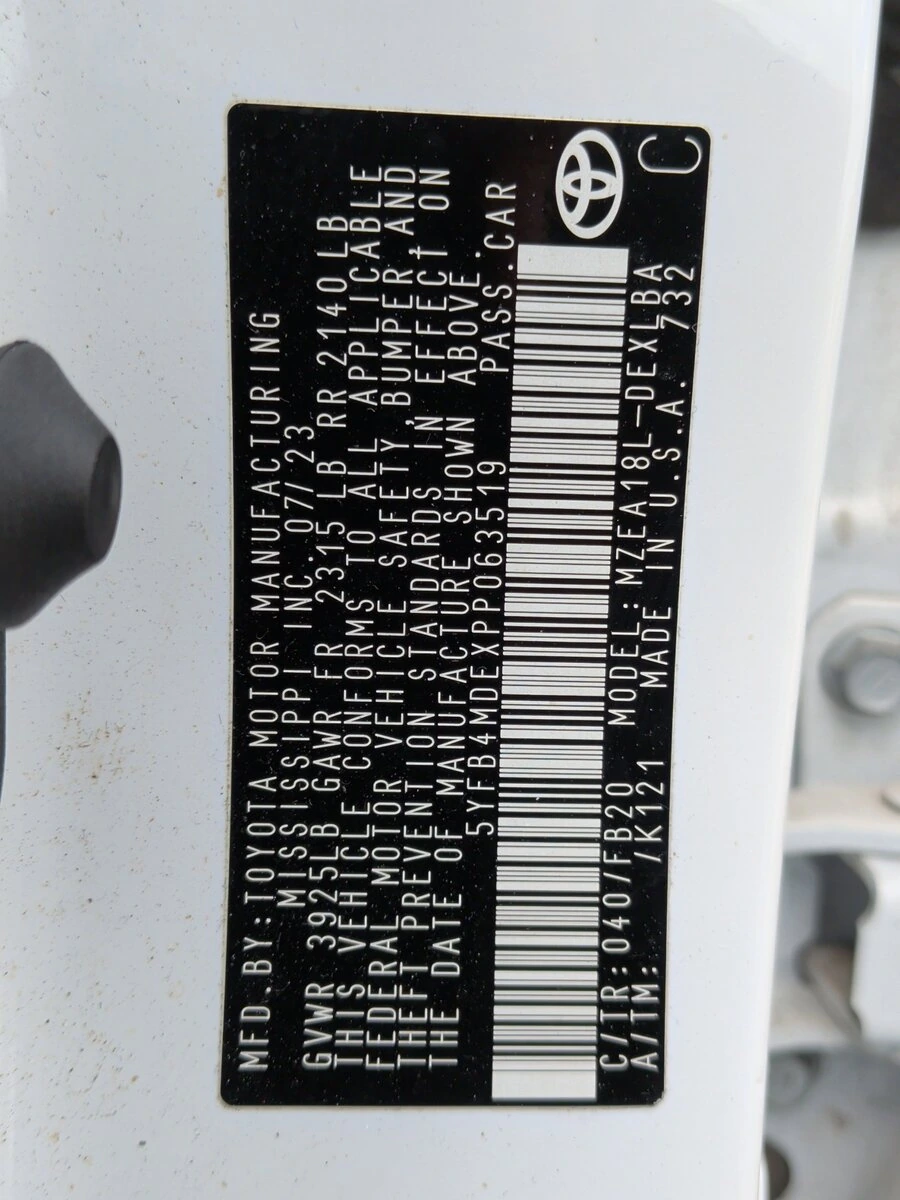 MFD.BY:TOYOTA MOTOR MANUFACTURING
MISSISSIPPI INC. 07/23
GVWR 3925LB GAWR FR 2315 LB RR 2140LB
THIS VEHICLE CONFORMS TO ALL APPLICABLE
FEDERAL MOTOR VEHICLE SAFETY, BUMPER, AND
THEFT PREVENTION STANDARDS IN EFFECT ON
THE DATE OF MANUFACTURE SHOWN ABOVE.
5YFB4MDEXPP063519 PASS.CAR
C/TR:040/FB20 MODEL:MZEA18L-DEXLBA
A/TM: /K121 MADE IN U.S.A. 732
C